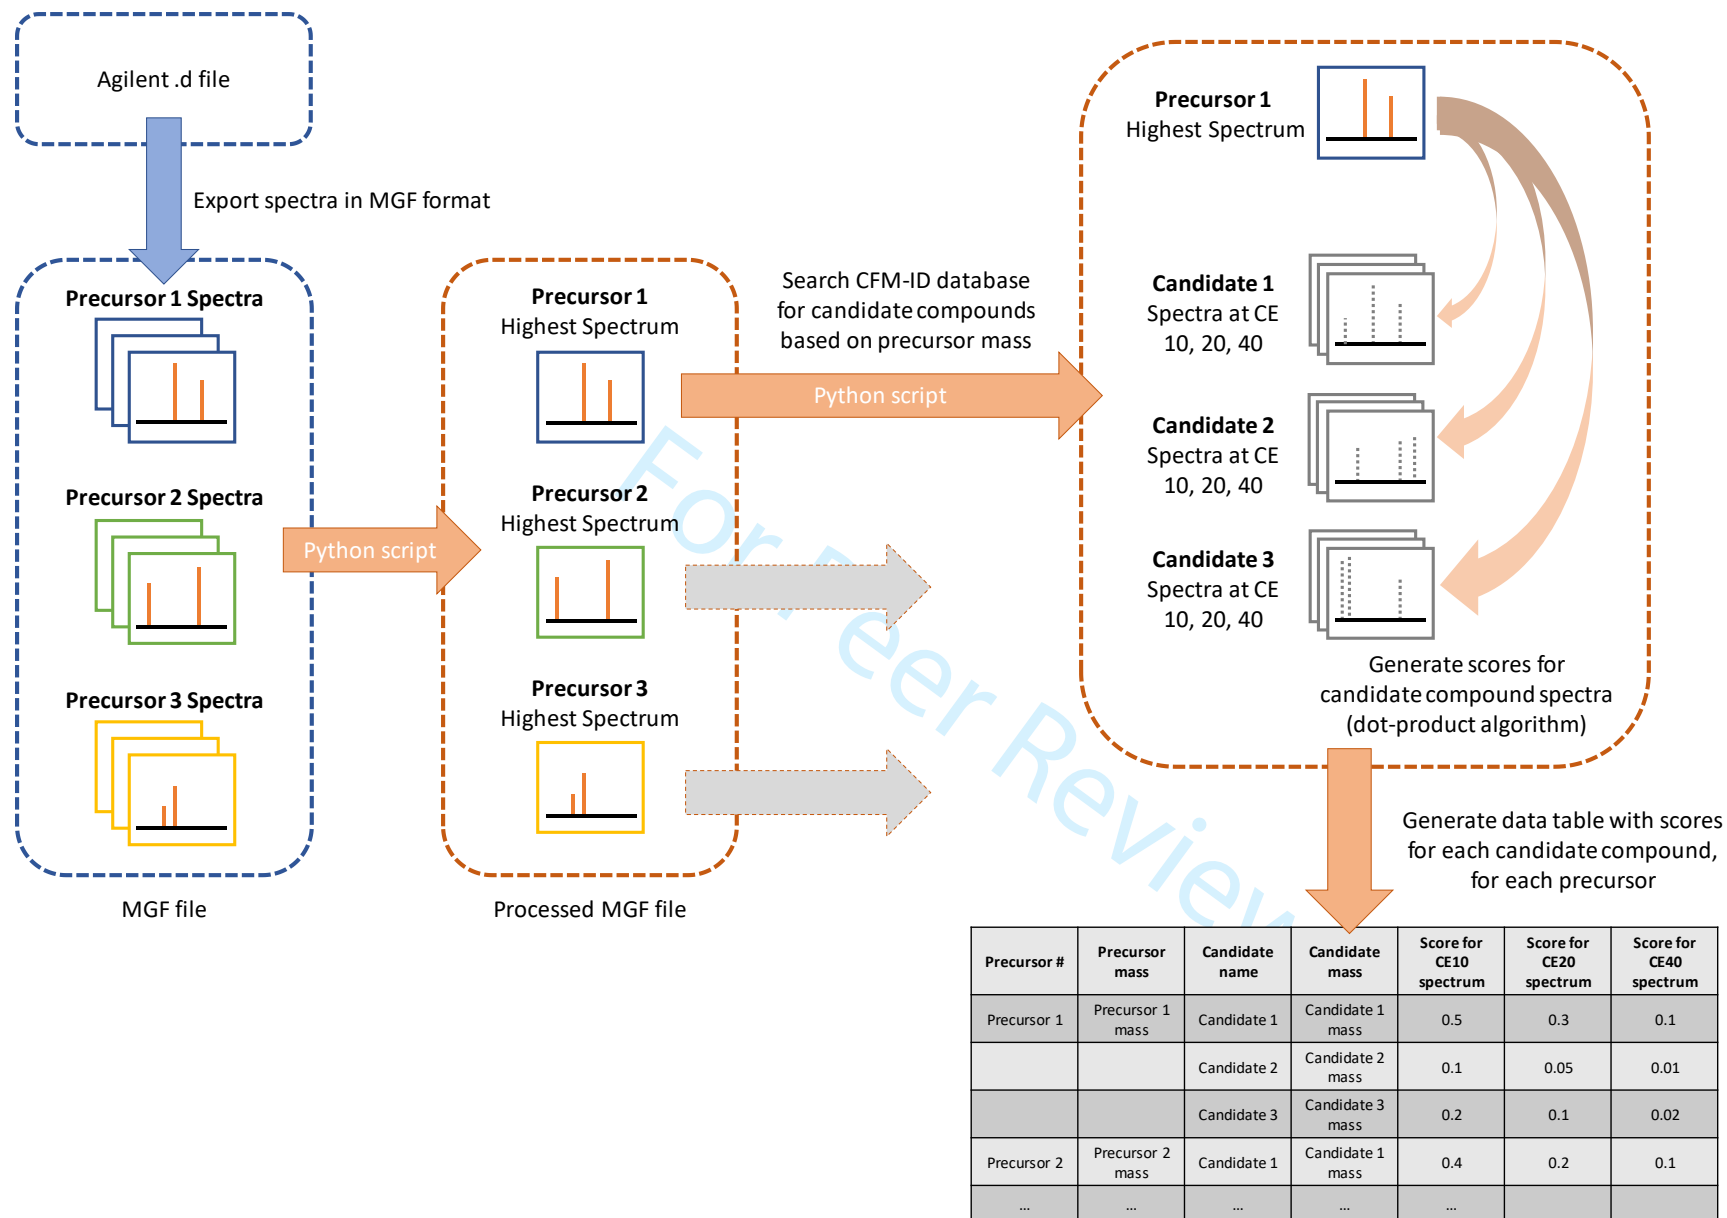 Agilent .d file
Export spectra in MGF format
Precursor 1 Spectra
Precursor 2 Spectra
Precursor 3 Spectra
MGF file
Python script
Precursor 1
Highest Spectrum
Precursor 2
Highest Spectrum
Precursor 3
Highest Spectrum
Processed MGF file
Search CFM-ID database
for candidate compounds
based on precursor mass
Python script
Precursor 1
Highest Spectrum
Candidate 1
Spectra at CE
10, 20, 40
Candidate 2
Spectra at CE
10, 20, 40
Candidate 3
Spectra at CE
10, 20, 40
Generate scores for
candidate compound spectra
(dot-product algorithm)
Generate data table with scores
for each candidate compound,
for each precursor
For Peer Review
Precursor # Precursor mass Candidate name Candidate mass Score for CE10 spectrum Score for CE20 spectrum Score for CE40 spectrum
Precursor 1 Precursor 1 mass Candidate 1 Candidate 1 mass 0.5 0.3 0.1
Candidate 2 Candidate 2 mass 0.1 0.05 0.01
Candidate 3 Candidate 3 mass 0.2 0.1 0.02
Precursor 2 Precursor 2 mass Candidate 1 Candidate 1 mass 0.4 0.2 0.1
... ... ... ... ...